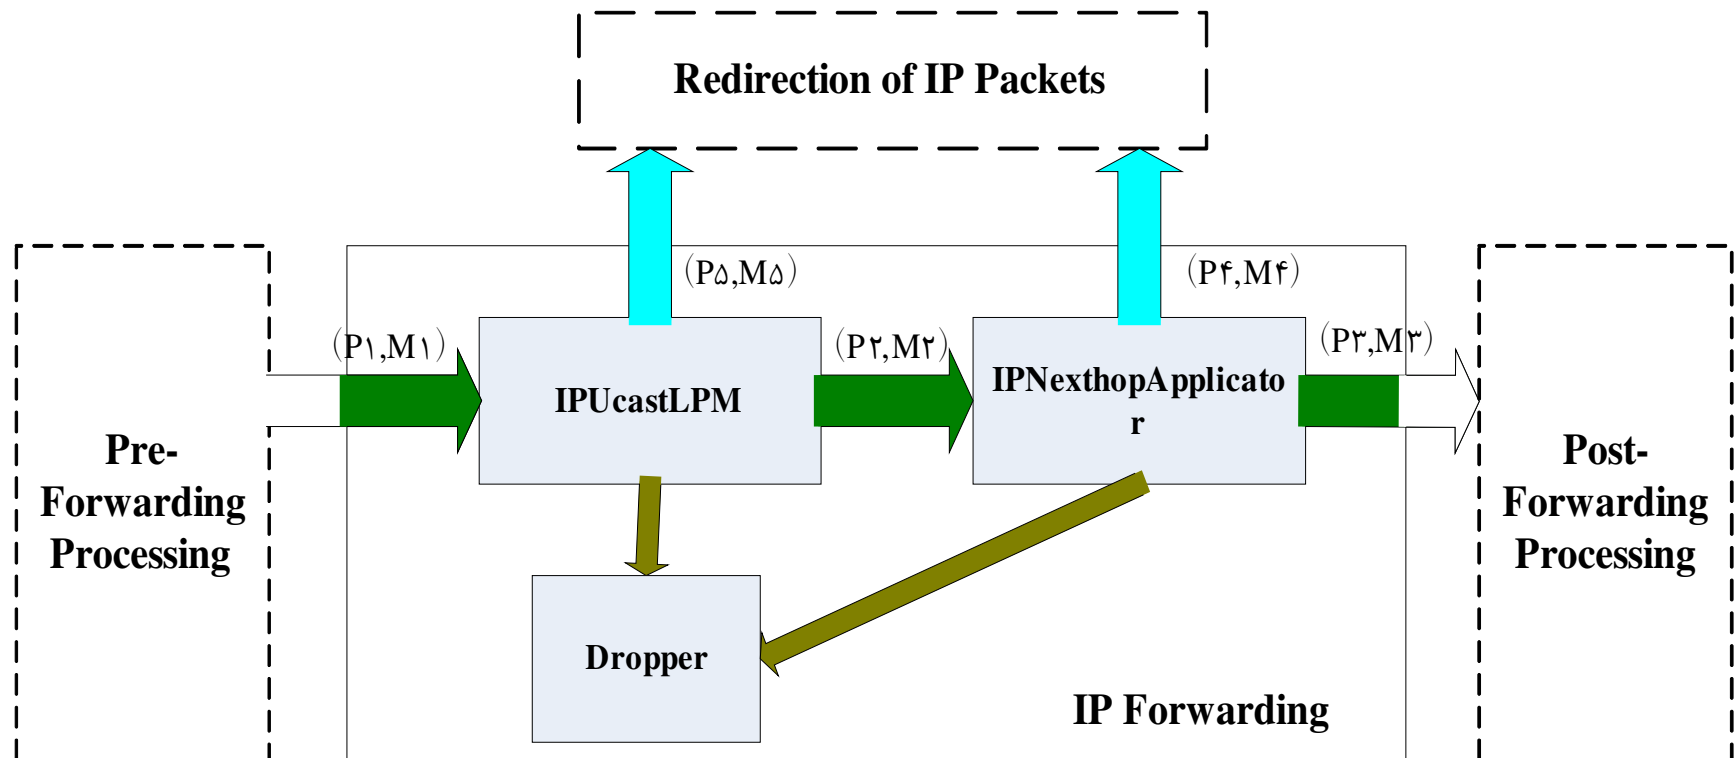 Redirection of IP Packets
(P۵,M۵)
(P۴,M۴)
(P۱,M۱)
(P۲,M۲)
(P۳,M۳)
IPUcastLPM
IPNexthopApplicato
r
Pre-
Forwarding
Processing
Post-
Forwarding
Processing
Dropper
IP Forwarding